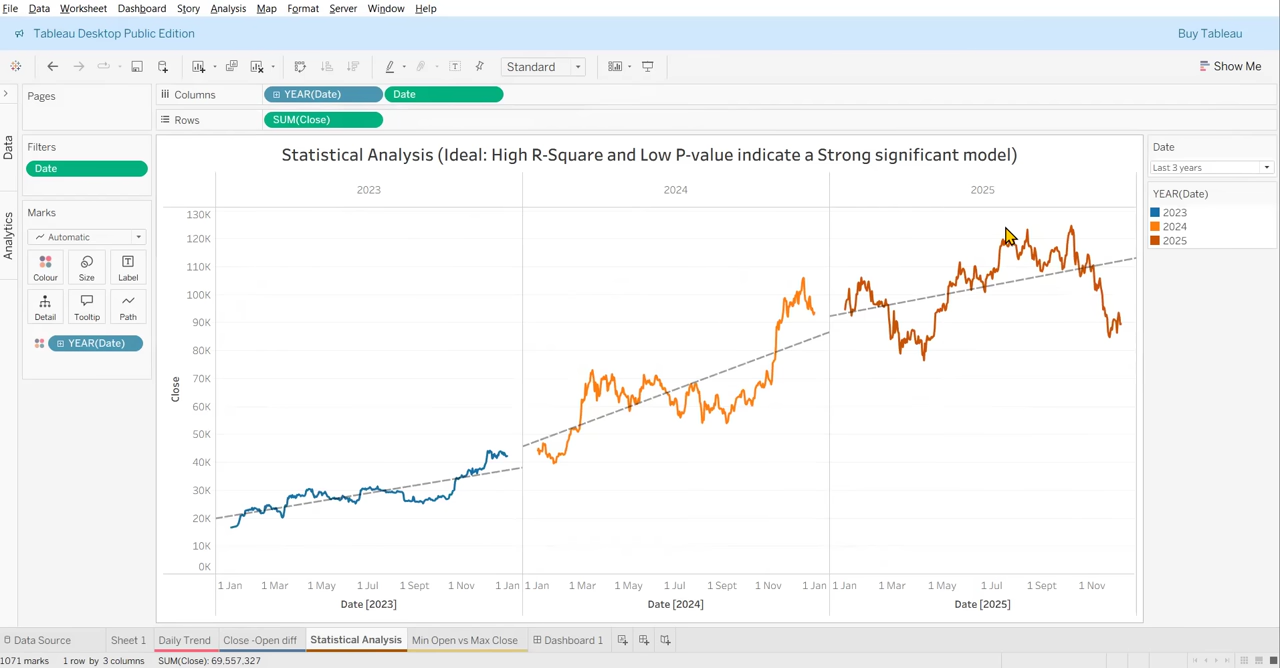 File Data Worksheet Dashboard Story Analysis Map Format Server Window Help
Tableau Desktop Public Edition Buy Tableau
Standard Show Me
Pages
Columns YEAR(Date) Date
Rows SUM(Close)
Data
Analytics
Filters
Date
Marks
Automatic
Colour Size Label
Detail Tooltip Path
YEAR(Date)
Statistical Analysis (Ideal: High R-Square and Low P-value indicate a Strong significant model)
2023 2024 2025
Close
130K
120K
110K
100K
90K
80K
70K
60K
50K
40K
30K
20K
10K
0K
1 Jan 1 Mar 1 May 1 Jul 1 Sept 1 Nov 1 Jan 1 Jan 1 Mar 1 May 1 Jul 1 Sept 1 Nov 1 Jan 1 Jan 1 Mar 1 May 1 Jul 1 Sept 1 Nov
Date [2023] Date [2024] Date [2025]
Date
Last 3 years
YEAR(Date)
2023
2024
2025
Data Source Sheet 1 Daily Trend Close -Open diff Statistical Analysis Min Open vs Max Close Dashboard 1
1071 marks 1 row by 3 columns SUM(Close): 69,557,327